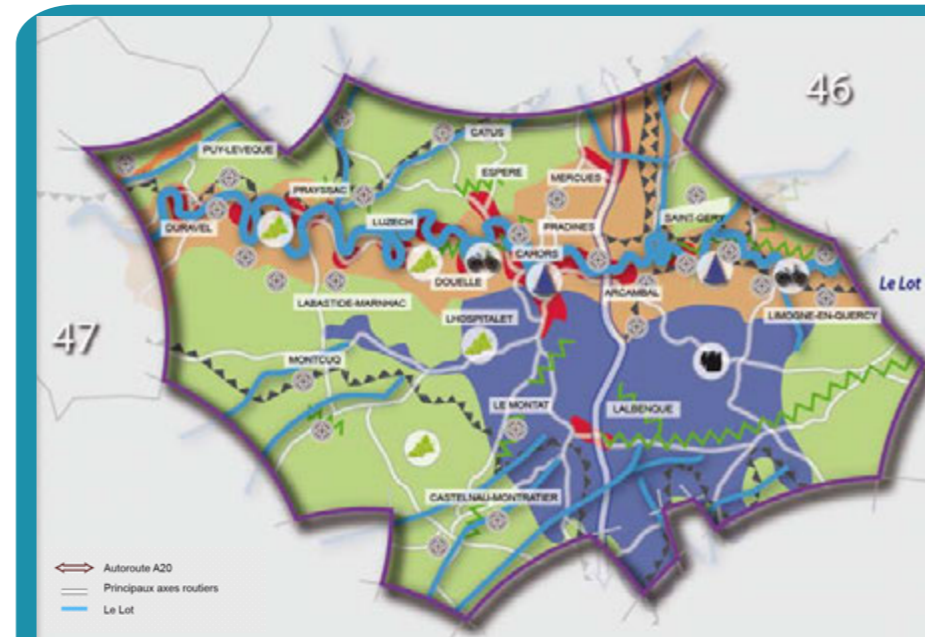 46
CATUS
PUY-LEVEQUE
ESPERE
MERCUES
PRAYSSAC
SAINT-GERY
LUZECH
PRADINES
DURAVEL
CAHORS
Le Lot
DOUELLE
ARCAMBAL
LABASTIDE-MARNHAC
LIMOGNE-EN-QUERCY
LHOSPITALET
47
MONTCUQ
LE MONTAT
LALBENQUE
CASTELNAU-MONTRATIER
Autoroute A20
Principaux axes routiers
Le Lot